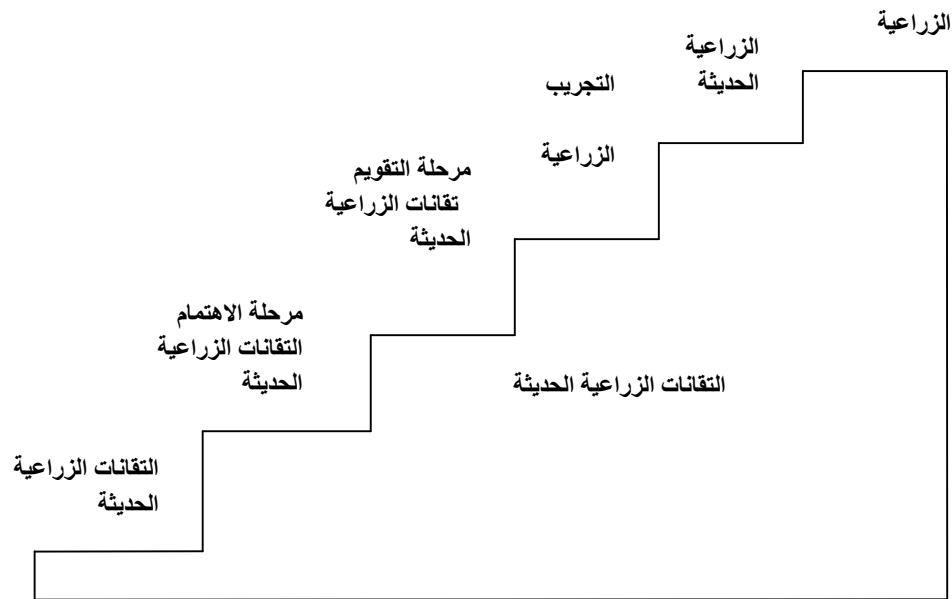 الزراعية
الزراعية
الحديثة
التجريب
الزراعية
مرحلة التقويم
تقانات الزراعية
الحديثة
مرحلة الاهتمام
التقانات الزراعية
الحديثة
التقانات الزراعية الحديثة
التقانات الزراعية
الحديثة